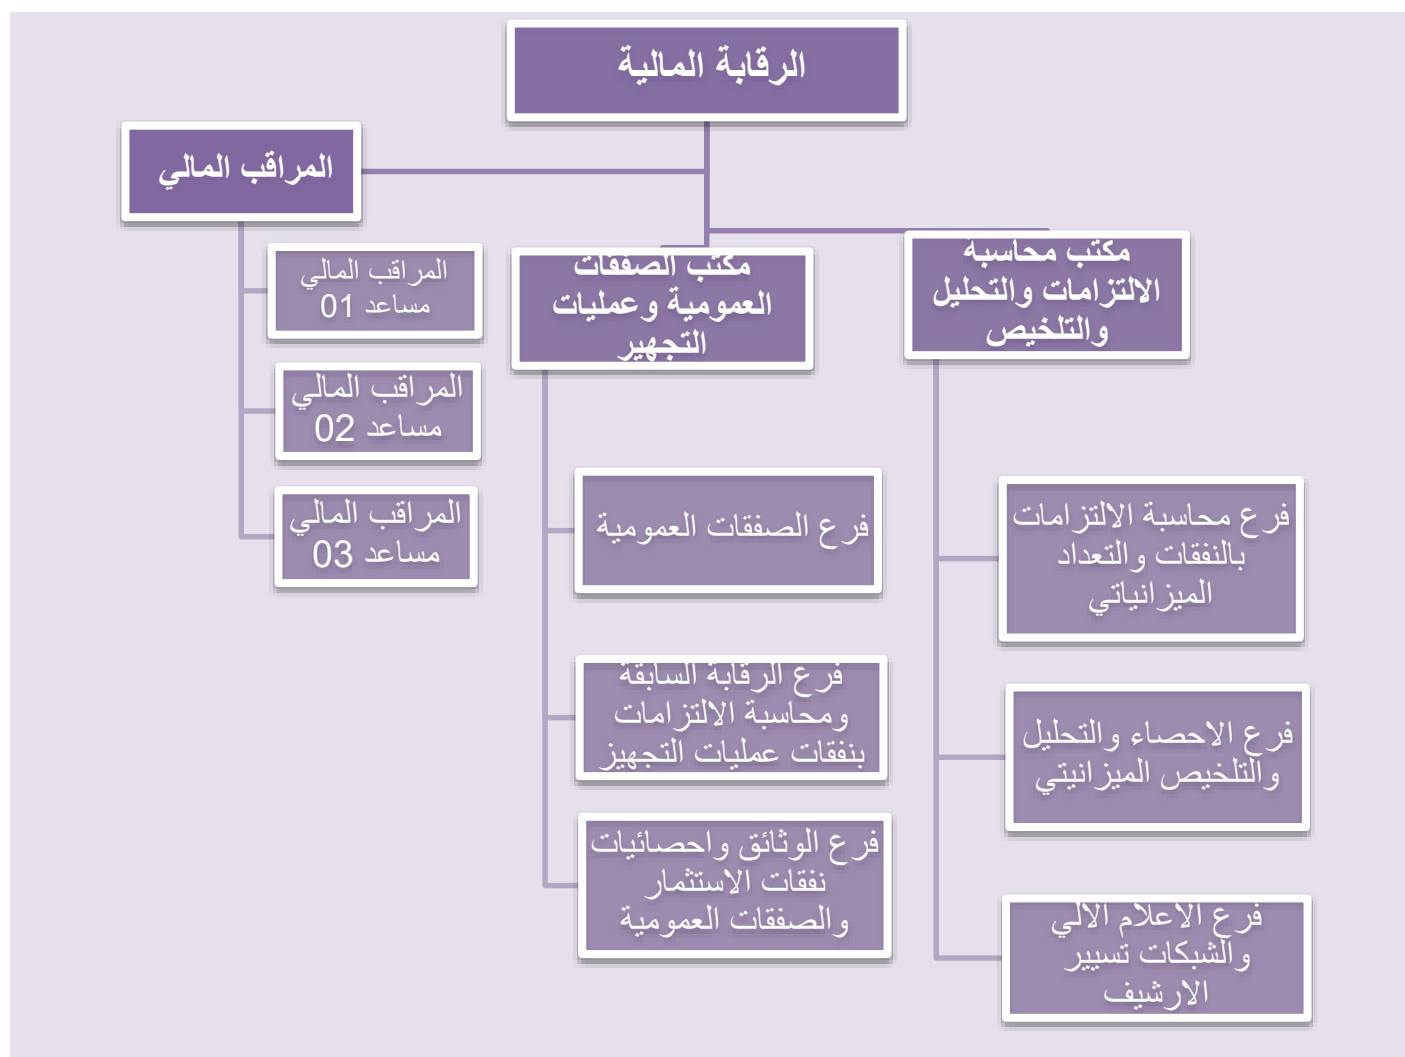 الرقابة المالية
المراقب المالي
المراقب المالي
مساعد 01
المراقب المالي
مساعد 02
المراقب المالي
مساعد 03
مكتب الصفقات
العمومية وعمليات
التجهير
فرع الصفقات العمومية
فرع الرقابة السابقة
ومحاسبة الالتزامات
بنفقات عمليات التجهيز
فرع الوثائق واحصائيات
نفقات الاستثمار
والصفقات العمومية
مكتب محاسبة
الالتزامات والتحليل
والتلخيص
فرع محاسبة الالتزامات
بالنفقات والتعداد
الميزانياتي
فرع الاحصاء والتحليل
والتلخيص الميزانيتي
فرع الاعلام الالي
والشبكات تسيير
الارشيف